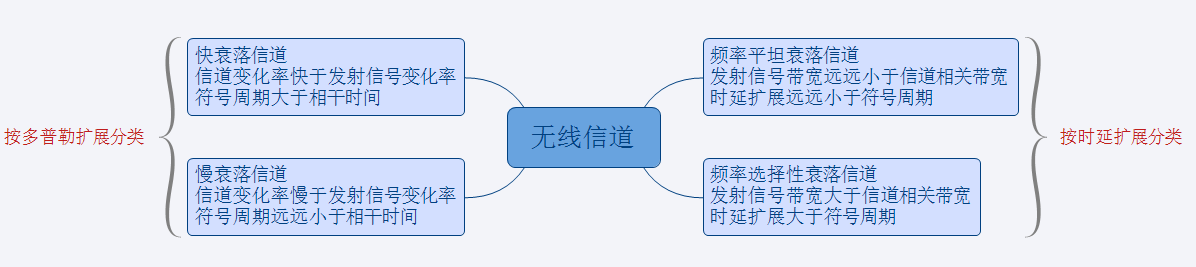 按多普勒扩展分类
快衰落信道
信道变化率快于发射信号变化率
符号周期大于相干时间
慢衰落信道
信道变化率慢于发射信号变化率
符号周期远远小于相干时间
无线信道
频率平坦衰落信道
发射信号带宽远远小于信道相关带宽
时延扩展远远小于符号周期
频率选择性衰落信道
发射信号带宽大于信道相关带宽
时延扩展大于符号周期
按时延扩展分类